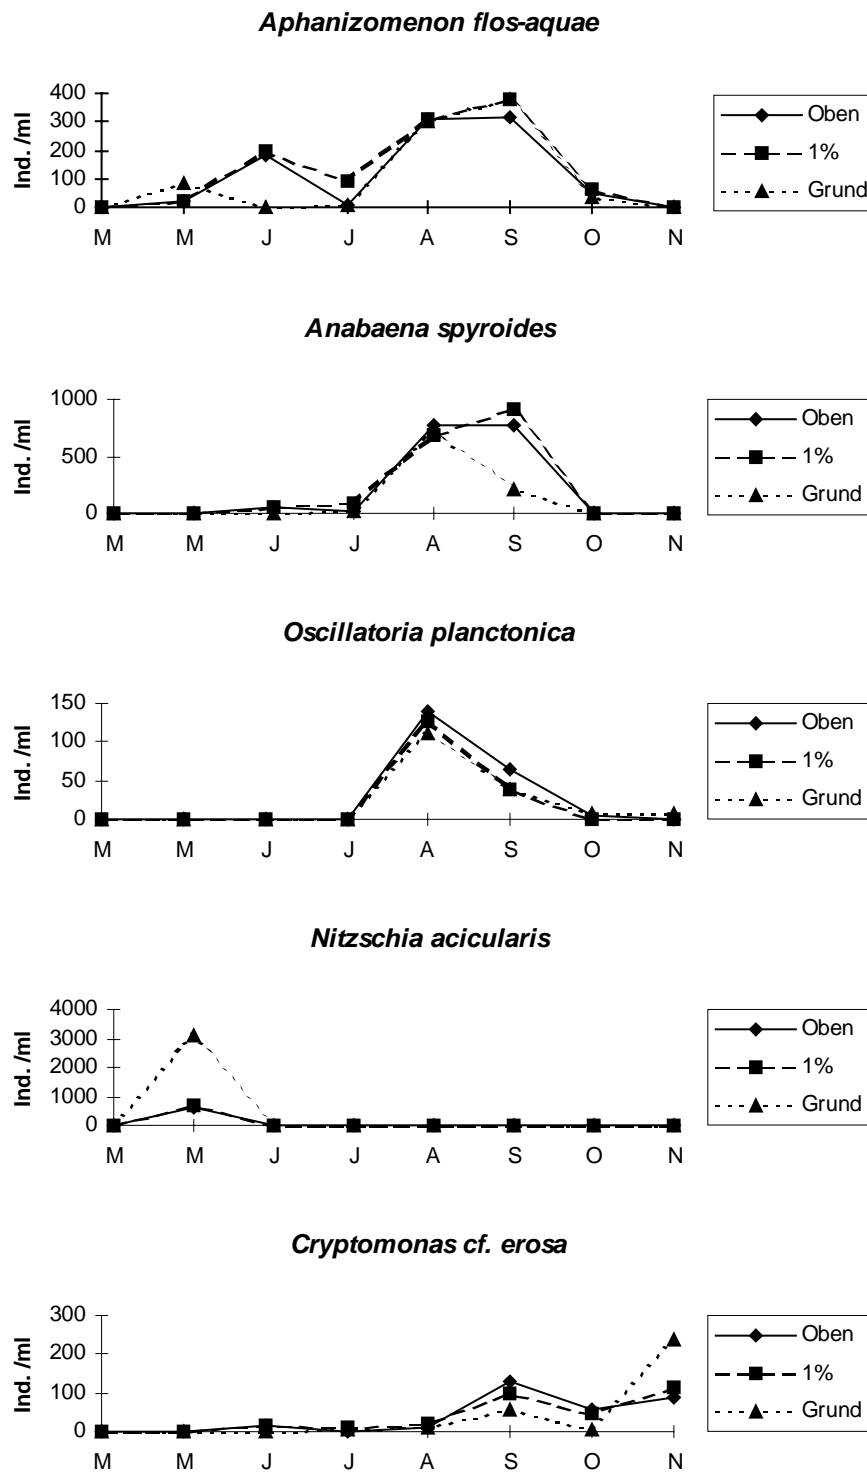 Aphanizomenon flos-aquae
400
300
200
100
0
Ind. /ml
M M J J A S O N
Oben
1%
Grund
Anabaena spyroides
1000
500
0
Ind. /ml
M M J J A S O N
Oben
1%
Grund
Oscillatoria planctonica
150
100
50
0
Ind. /ml
M M J J A S O N
Oben
1%
Grund
Nitzschia acicularis
4000
3000
2000
1000
0
Ind. /ml
M M J J A S O N
Oben
1%
Grund
Cryptomonas cf. erosa
300
200
100
0
Ind. /ml
M M J J A S O N
Oben
1%
Grund